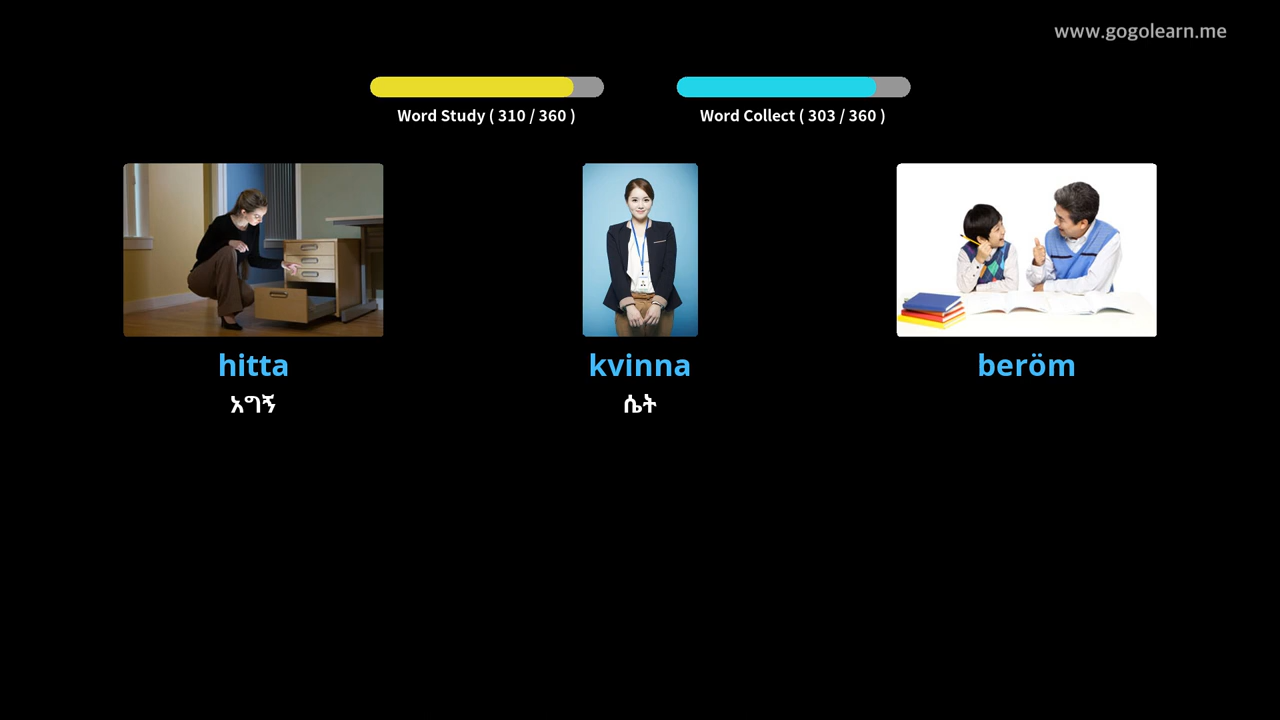 www.gogolearn.me
Word Study ( 310 / 360 )
Word Collect ( 303 / 360 )
hitta
kvinna
beröm
አግኝ
ሴት